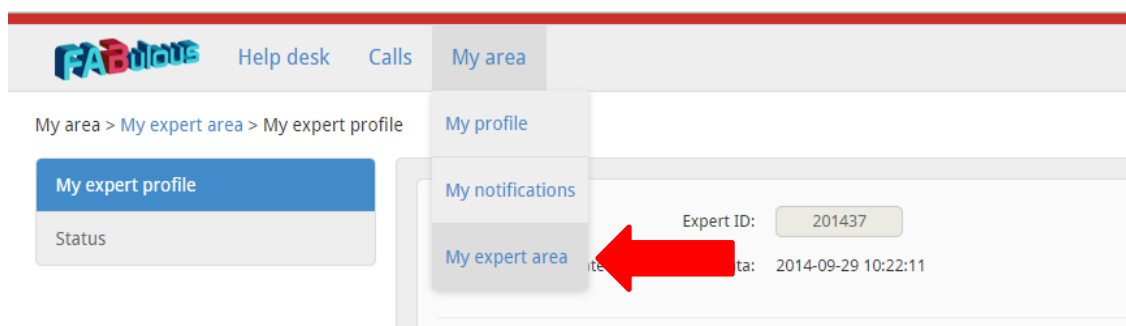 FABulous Help desk Calls My area
My area > My expert area > My expert profile
My profile
My expert profile
My notifications
Status
Expert ID: 201437
My expert area
2014-09-29 10:22:11